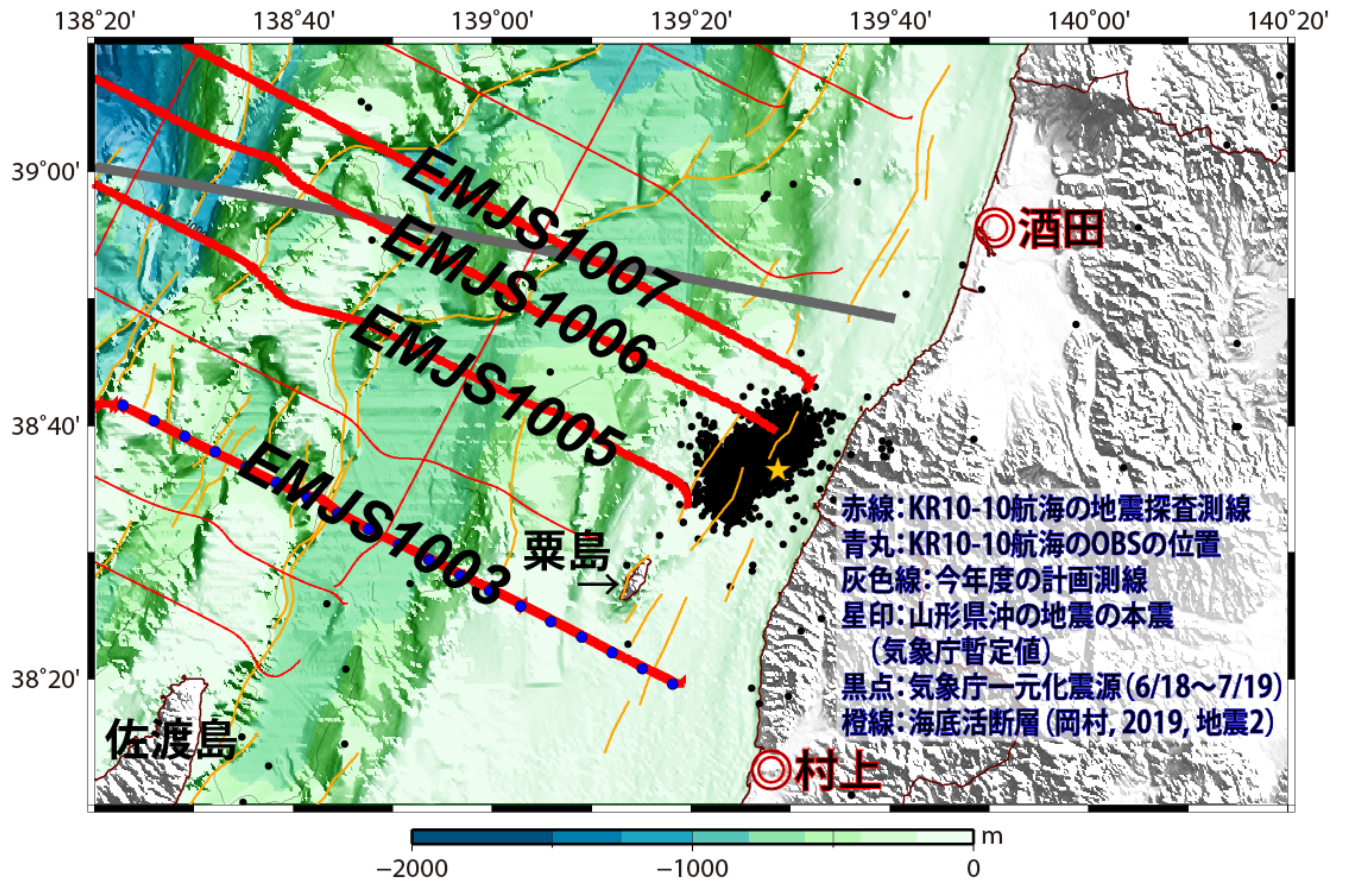 138˚20'
138˚40'
139˚00'
139˚20'
139˚40'
140˚00'
140˚20'
39˚00'
38˚40'
38˚20'
EMJS1007
EMJS1006
EMJS1005
EMJS1003
酒田
粟島
→
佐渡島
村上
赤線：KR10-10航海の地震探査測線
青丸：KR10-10航海のOBSの位置
灰色線：今年度の計画測線
星印：山形県沖の地震の本震
（気象庁暫定値）
黒点：気象庁一元化震源（6/18〜7/19）
橙線：海底活断層（岡村, 2019, 地震2）
m
−2000
−1000
0